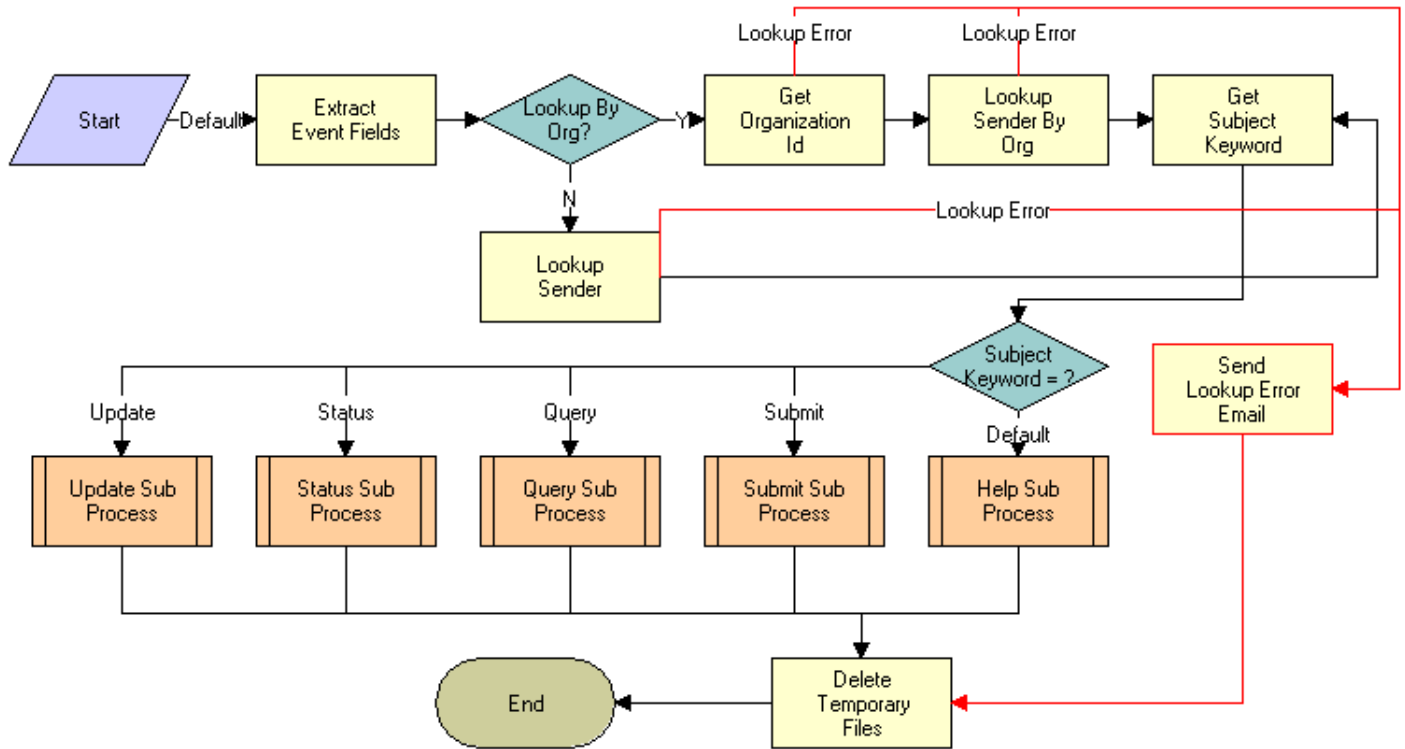 Lookup Error
Lookup Error
Start
Default
Extract
Event Fields
Lookup By
Org?
Y
Get
Organization
Id
Lookup
Sender By
Org
Get
Subject
Keyword
N
Lookup Error
Lookup
Sender
Subject
Keyword = ?
Send
Lookup Error
Email
Update
Status
Query
Submit
Default
Update Sub
Process
Status Sub
Process
Query Sub
Process
Submit Sub
Process
Help Sub
Process
End
Delete
Temporary
Files